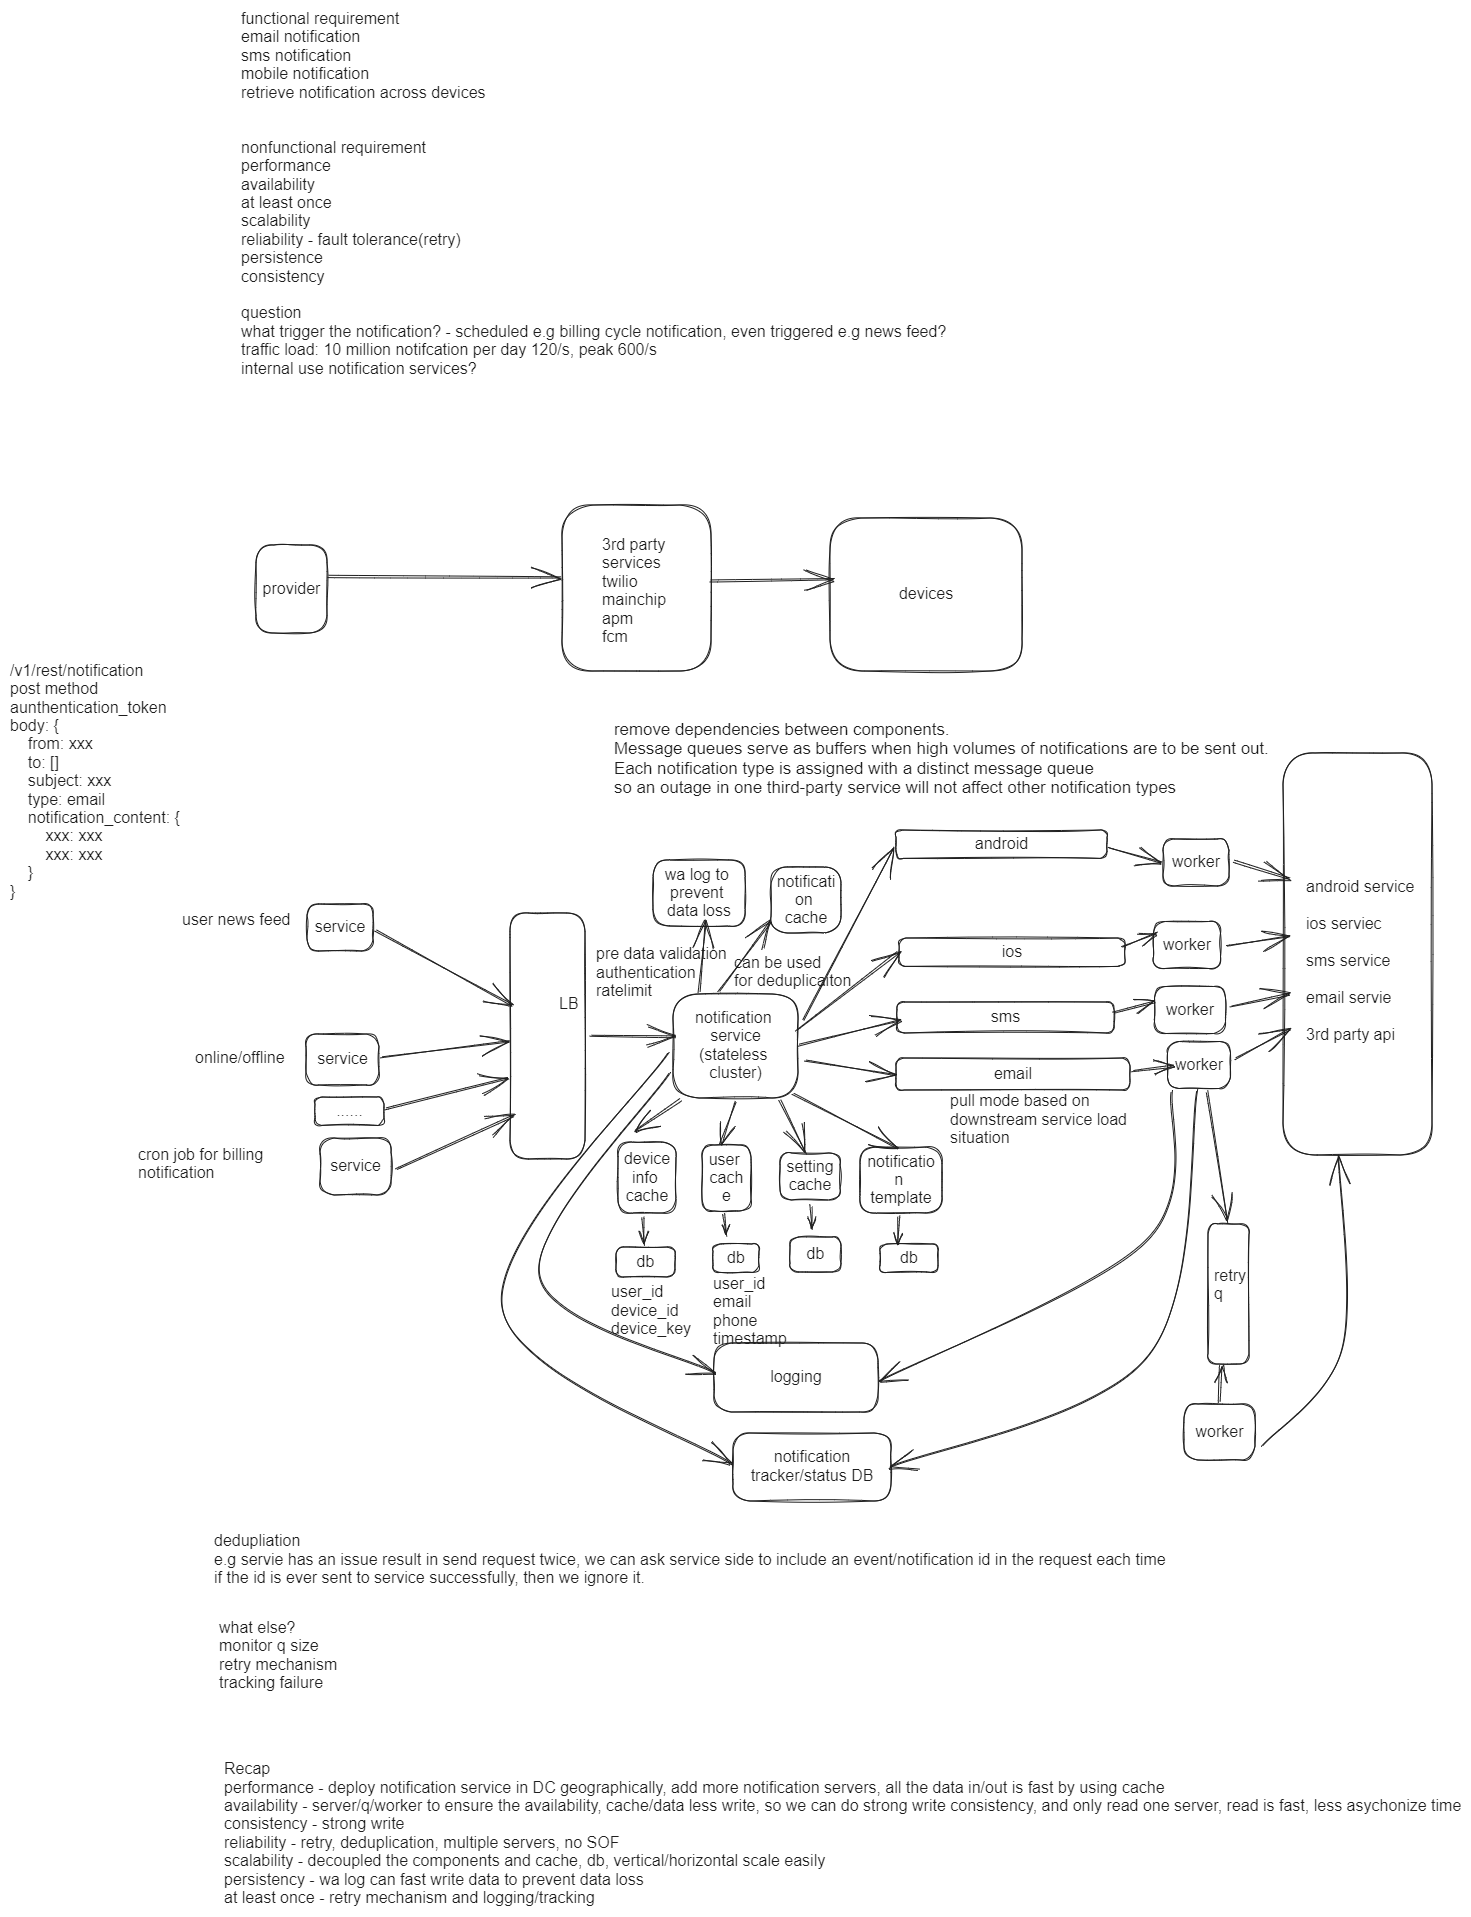 functional requirement
email notification
sms notification
mobile notification
retrieve notification across devices
nonfunctional requirement
performance
availability
at least once
scalability
reliability - fault tolerance(retry)
persistence
consistency
question
what trigger the notification? - scheduled e.g billing cycle notification, even triggered e.g news feed?
traffic load: 10 million notifcation per day 120/s, peak 600/s
internal use notification services?
provider
3rd party
services
twilio
mainchip
apm
fcm
devices
/v1/rest/notification
post method
aunthentication_token
body: {
from: xxx
to: []
subject: xxx
type: email
notification_content: {
xxx: xxx
xxx: xxx
}
}
remove dependencies between components.
Message queues serve as buffers when high volumes of notifications are to be sent out.
Each notification type is assigned with a distinct message queue
so an outage in one third-party service will not affect other notification types
user news feed
service
online/offline
service
......
cron job for billing
notification
service
LB
pre data validation
authentication
ratelimit
wa log to
prevent
data loss
notificati
on
cache
can be used
for deduplicaiton
notification
service
(stateless
cluster)
android
worker
ios
worker
sms
worker
email
worker
pull mode based on
downstream service load
situation
android service
ios serviec
sms service
email servie
3rd party api
device
info
cache
user
cach
e
setting
cache
notificatio
n
template
db
db
db
db
user_id
device_id
device_key
user_id
email
phone
timestamp
logging
notification
tracker/status DB
retry
q
worker
dedupliation
e.g servie has an issue result in send request twice, we can ask service side to include an event/notification id in the request each time
if the id is ever sent to service successfully, then we ignore it.
what else?
monitor q size
retry mechanism
tracking failure
Recap
performance - deploy notification service in DC geographically, add more notification servers, all the data in/out is fast by using cache
availability - server/q/worker to ensure the availability, cache/data less write, so we can do strong write consistency, and only read one server, read is fast, less asychonize time
consistency - strong write
reliability - retry, deduplication, multiple servers, no SOF
scalability - decoupled the components and cache, db, vertical/horizontal scale easily
persistency - wa log can fast write data to prevent data loss
at least once - retry mechanism and logging/tracking